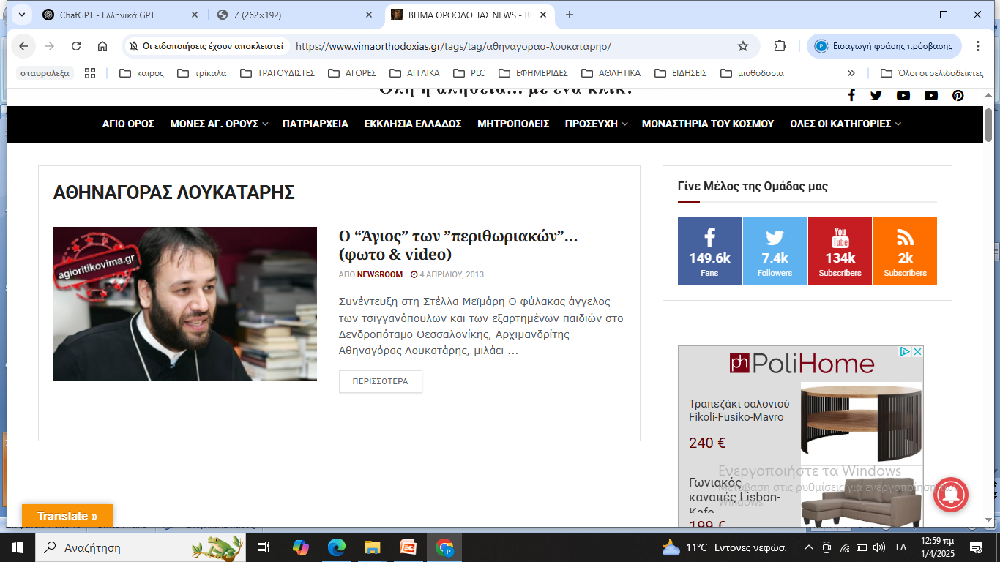 ChatGPT - Ελληνικά GPT
Z (262×192)
ΒΗΜΑ ΟΡΘΟΔΟΞΙΑΣ NEWS - Β
Οι ειδοποιήσεις έχουν αποκλειστεί
https://www.vimaorthodoxias.gr/tags/tag/αθηναγορασ-λουκαταρησ/
Εισαγωγή φράσης πρόσβασης
σταυρολεξα
καιρος
τρίκαλα
ΤΡΑΓΟΥΔΙΣΤΕΣ
ΑΓΟΡΕΣ
ΑΓΓΛΙΚΑ
PLC
ΕΦΗΜΕΡΙΔΕΣ
ΑΘΛΗΤΙΚΑ
ΕΙΔΗΣΕΙΣ
μισθοδοσια
Όλοι οι σελιδοδείκτες
Όλη η αλήθεια... με ένα κλικ!
ΑΓΙΟ ΟΡΟΣ
ΜΟΝΕΣ ΑΓ. ΟΡΟΥΣ
ΠΑΤΡΙΑΡΧΕΙΑ
ΕΚΚΛΗΣΙΑ ΕΛΛΑΔΟΣ
ΜΗΤΡΟΠΟΛΕΙΣ
ΠΡΟΣΕΥΧΗ
ΜΟΝΑΣΤΗΡΙΑ ΤΟΥ ΚΟΣΜΟΥ
ΟΛΕΣ ΟΙ ΚΑΤΗΓΟΡΙΕΣ
ΑΘΗΝΑΓΟΡΑΣ ΛΟΥΚΑΤΑΡΗΣ
agioritikovima.gr
Ο “Άγιος” των ”περιθωριακών”…
(φωτο & video)
ΑΠΟ NEWSROOM 4 ΑΠΡΙΛΙΟΥ, 2013
Συνέντευξη στη Στέλλα Μεϊμάρη Ο φύλακας άγγελος
των τσιγγανόπουλων και των εξαρτημένων παιδιών στο
Δενδροπόταμο Θεσσαλονίκης, Αρχιμανδρίτης
Αθηναγόρας Λουκατάρης, μιλάει ...
ΠΕΡΙΣΣΟΤΕΡΑ
Γίνε Μέλος της Ομάδας μας
149.6k
Fans
7.4k
Followers
You Tube
134k
Subscribers
2k
Subscribers
ph PoliHome
Τραπεζάκι σαλονιού
Fikoli-Fusiko-Mavro
240 €
Γωνιακός
καναπές Lisbon-
Kafe
199 €
Ενεργοποιήστε τα Windows
Μετάβαση στις ρυθμίσεις για ενεργοποίηση των
Windows.
Translate »
Αναζήτηση
11°C Έντονες νεφώσ.
ΕΛ
12:59 πμ
1/4/2025